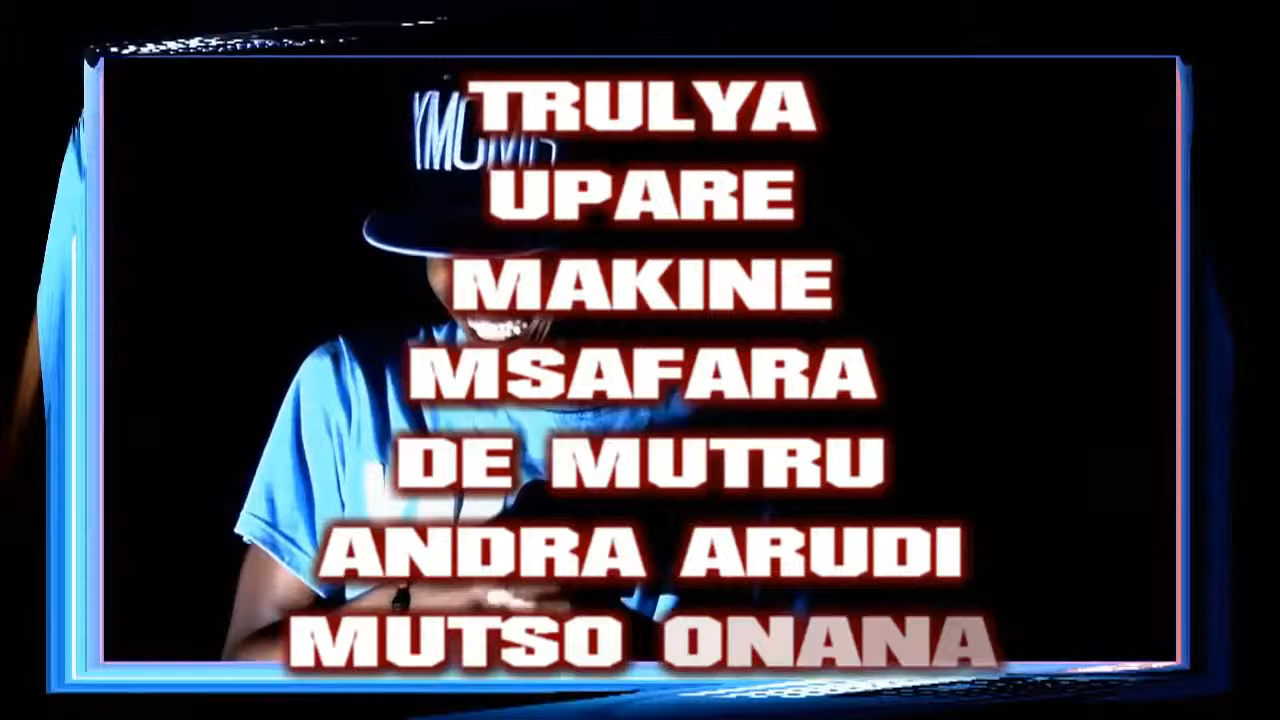 TRULYA
UPARE
MAKINE
MSAFARA
DE MUTRU
ANDRA ARUDI
MUTSO ONANA